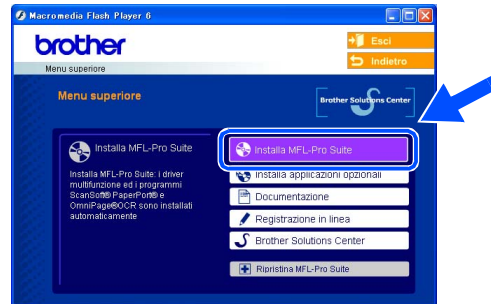 Macromedia Flash Player 6
brother
Esci
Indietro
Menu superiore
Menu superiore
Brother Solutions Center
Installa MFL-Pro Suite
Installa MFL-Pro Suite: i driver
multifunzione ed i programmi
ScanSoft® PaperPort® e
OmniPage®OCR sono installati
automaticamente
Installa MFL-Pro Suite
Installa applicazioni opzionali
Documentazione
Registrazione in linea
Brother Solutions Center
Ripristina MFL-Pro Suite